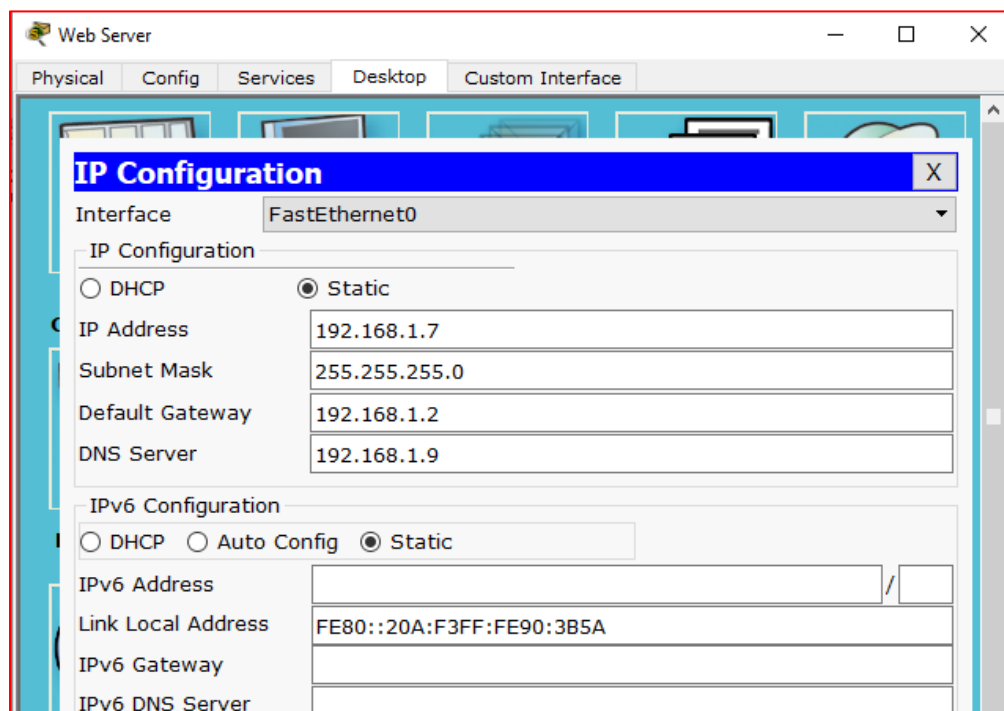 Web Server
Physical Config Services Desktop Custom Interface
IP Configuration X
Interface FastEthernet0
IP Configuration
DHCP Static
IP Address 192.168.1.7
Subnet Mask 255.255.255.0
Default Gateway 192.168.1.2
DNS Server 192.168.1.9
IPv6 Configuration
DHCP Auto Config Static
IPv6 Address /
Link Local Address FE80::20A:F3FF:FE90:3B5A
IPv6 Gateway
IPv6 DNS Server